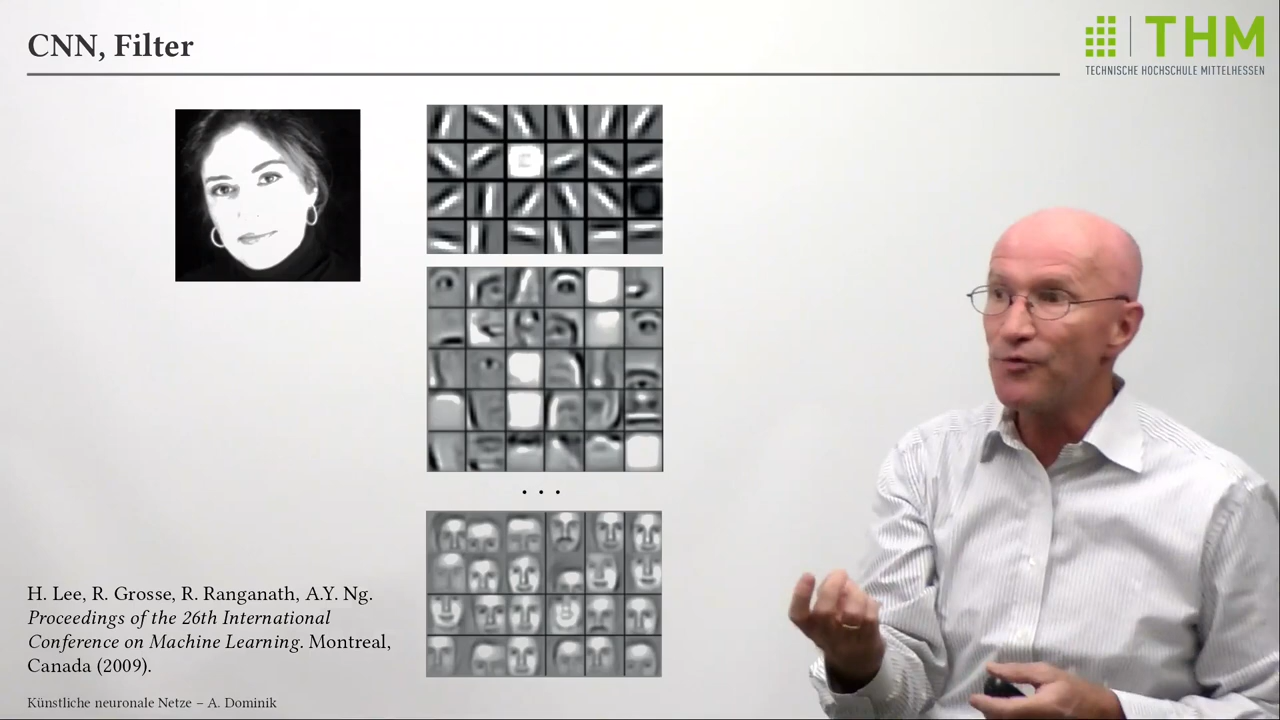 CNN, Filter
THM
TECHNISCHE HOCHSCHULE MITTELHESSEN
. . .
H. Lee, R. Grosse, R. Ranganath, A.Y. Ng.
Proceedings of the 26th International
Conference on Machine Learning. Montreal,
Canada (2009).
Künstliche neuronale Netze – A. Dominik